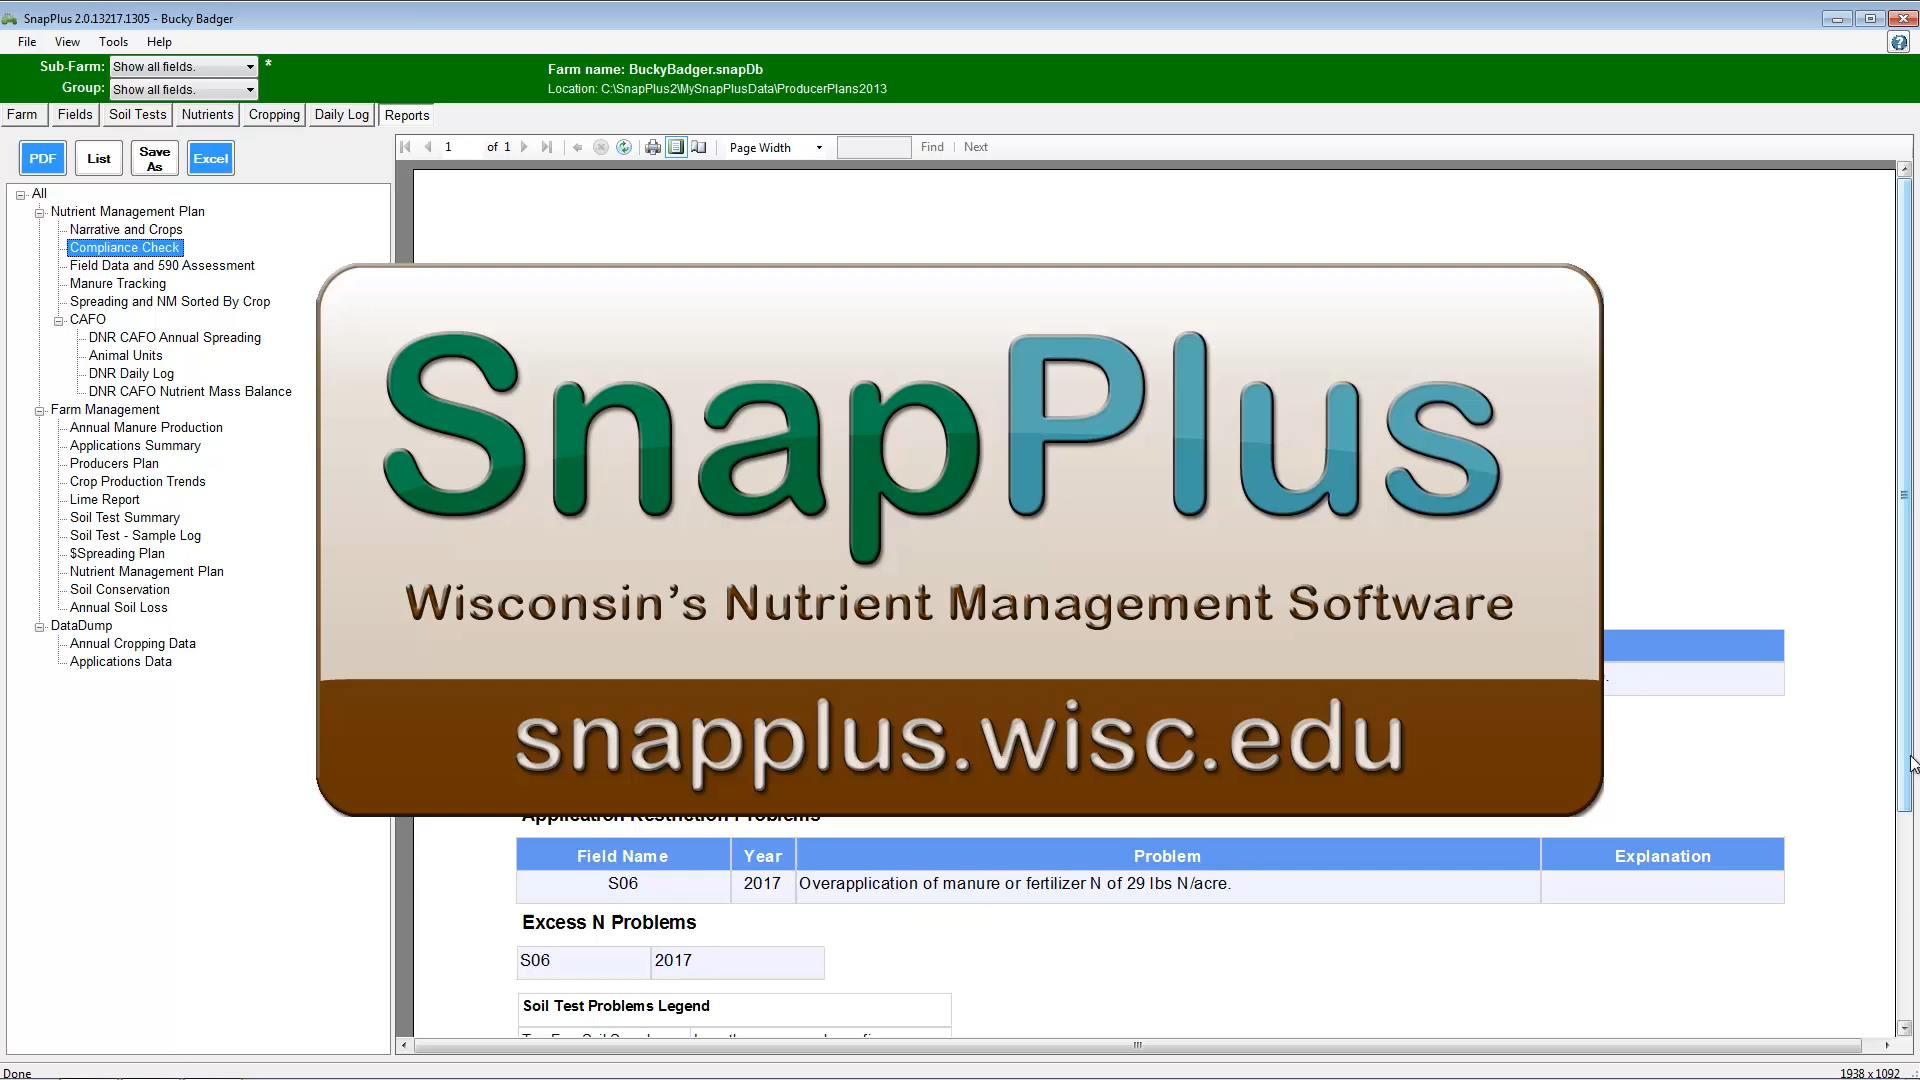 SnapPlus 2.0.13217.1305 - Bucky Badger
File View Tools Help
Sub-Farm: Show all fields. *
Group: Show all fields.
Farm name: BuckyBadger.snapDb
Location: C:\SnapPlus2\MySnapPlusData\ProducerPlans2013
Farm Fields Soil Tests Nutrients Cropping Daily Log Reports
PDF List Save As Excel
1 of 1 Page Width Find | Next
All
Nutrient Management Plan
Narrative and Crops
Compliance Check
Field Data and 590 Assessment
Manure Tracking
Spreading and NM Sorted By Crop
CAFO
DNR CAFO Annual Spreading
Animal Units
DNR Daily Log
DNR CAFO Nutrient Mass Balance
Farm Management
Annual Manure Production
Applications Summary
Producers Plan
Crop Production Trends
Lime Report
Soil Test Summary
Soil Test - Sample Log
$Spreading Plan
Nutrient Management Plan
Soil Conservation
Annual Soil Loss
DataDump
Annual Cropping Data
Applications Data
SnapPlus
Wisconsin's Nutrient Management Software
snapplus.wisc.edu
Application Restriction Problems
Field Name Year Problem Explanation
S06 2017 Overapplication of manure or fertilizer N of 29 lbs N/acre.
Excess N Problems
S06 2017
Soil Test Problems Legend
Done
1938 x 1092